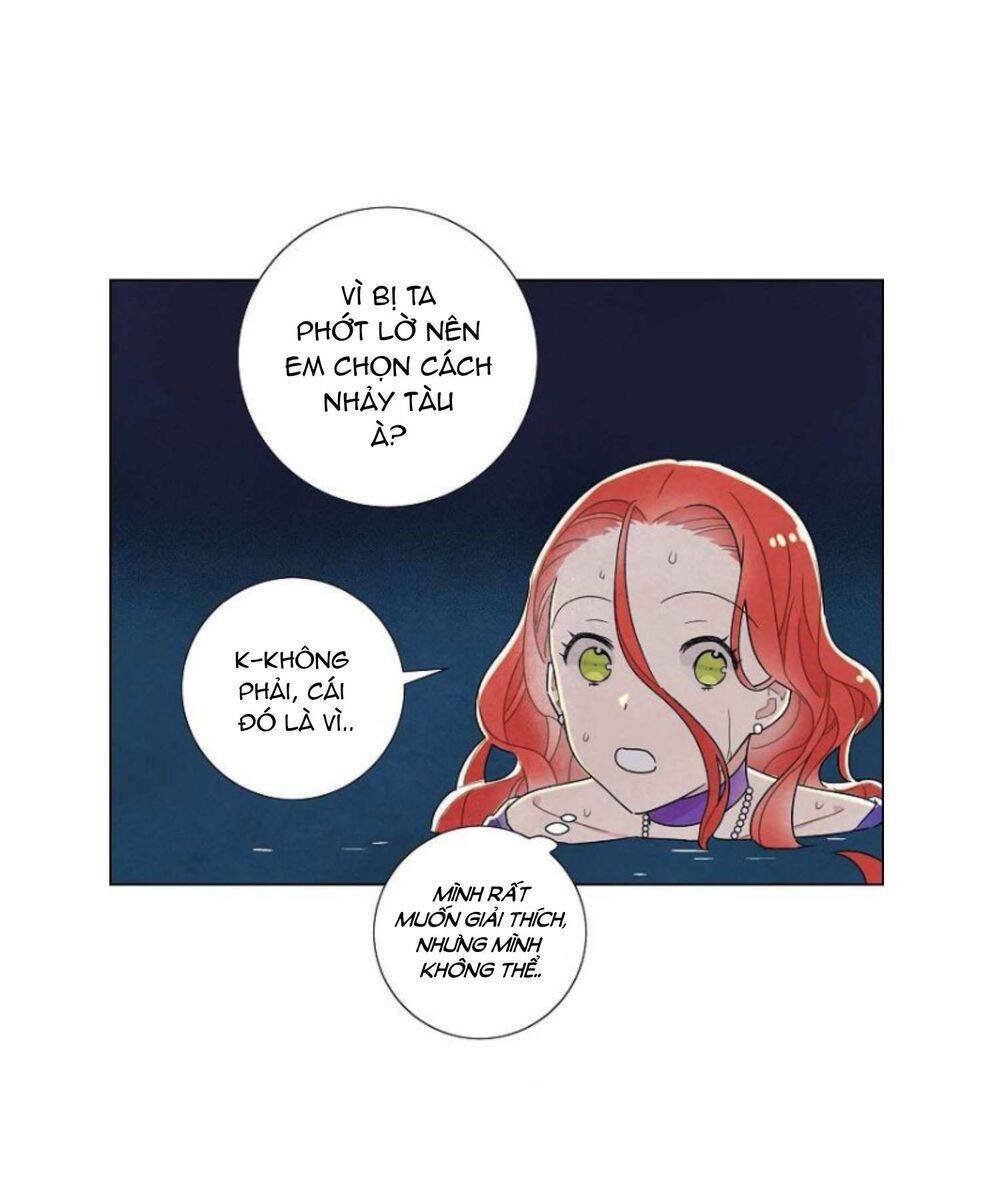 VÌ BỊ TA
PHỚT LỜ NÊN
EM CHỌN CÁCH
NHẢY TÀU
À?
K-KHÔNG
PHẢI, CÁI
ĐÓ LÀ VÌ..
MÌNH RẤT
MUỐN GIẢI THÍCH,
NHƯNG MÌNH
KHÔNG THỂ..